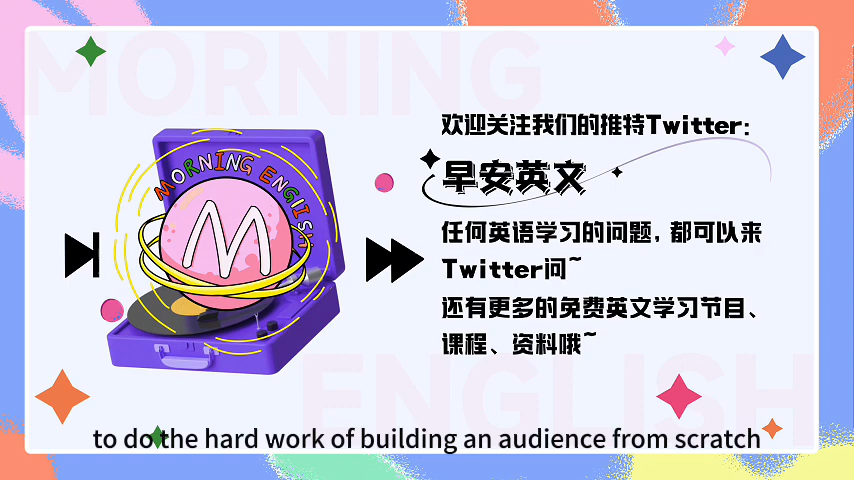 MORNING
欢迎关注我们的推特Twitter:
早安英文
MORNING ENGLISH
M
任何英语学习的问题,都可以来
Twitter问~
还有更多的免费英文学习节目、
课程、资料哦~
ENGLISH
to do the hard work of building an audience from scratch